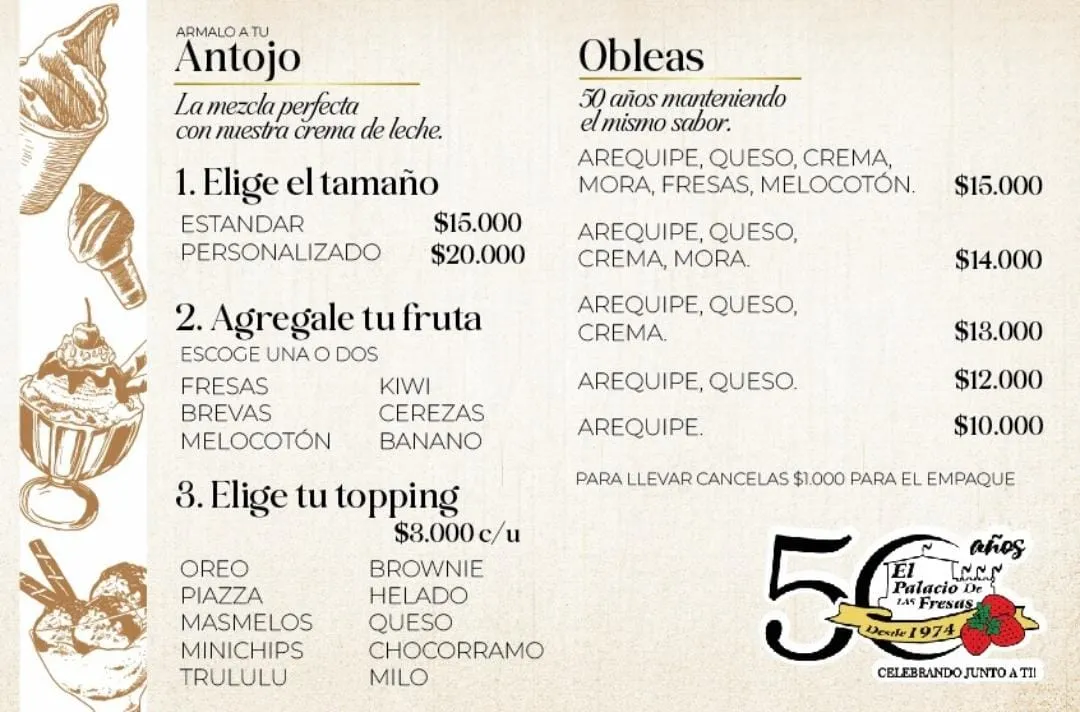 ARMALO A TU
Antojo
La mezcla perfecta
con nuestra crema de leche.
1. Elige el tamaño
ESTANDAR $15.000
PERSONALIZADO $20.000
2. Agregale tu fruta
ESCOGE UNA O DOS
FRESAS KIWI
BREVAS CEREZAS
MELOCOTÓN BANANO
3. Elige tu topping
$3.000 c/u
OREO BROWNIE
PIAZZA HELADO
MASMELOS QUESO
MINICHIPS CHOCORRAMO
TRULULU MILO
Obleas
50 años manteniendo
el mismo sabor.
AREQUIPE, QUESO, CREMA,
MORA, FRESAS, MELOCOTÓN. $15.000
AREQUIPE, QUESO,
CREMA, MORA. $14.000
AREQUIPE, QUESO,
CREMA. $13.000
AREQUIPE, QUESO. $12.000
AREQUIPE. $10.000
PARA LLEVAR CANCELAS $1.000 PARA EL EMPAQUE
50 años
El
Palacio De
LAS Fresas
Desde 1974
CELEBRANDO JUNTO A TI!